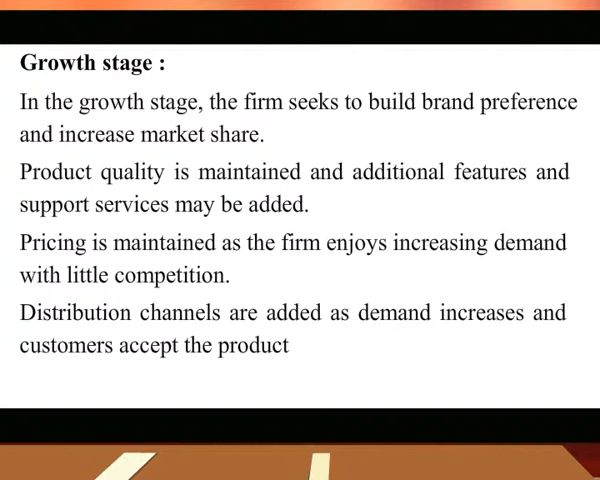 Growth stage :
In the growth stage, the firm seeks to build brand preference
and increase market share.
Product quality is maintained and additional features and
support services may be added.
Pricing is maintained as the firm enjoys increasing demand
with little competition.
Distribution channels are added as demand increases and
customers accept the product